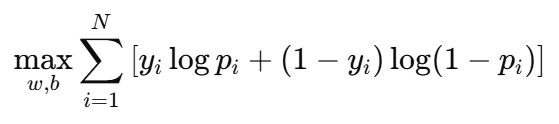 \max_{w,b} \sum_{i=1}^{N} [y_i \log p_i + (1 - y_i) \log(1 - p_i)]